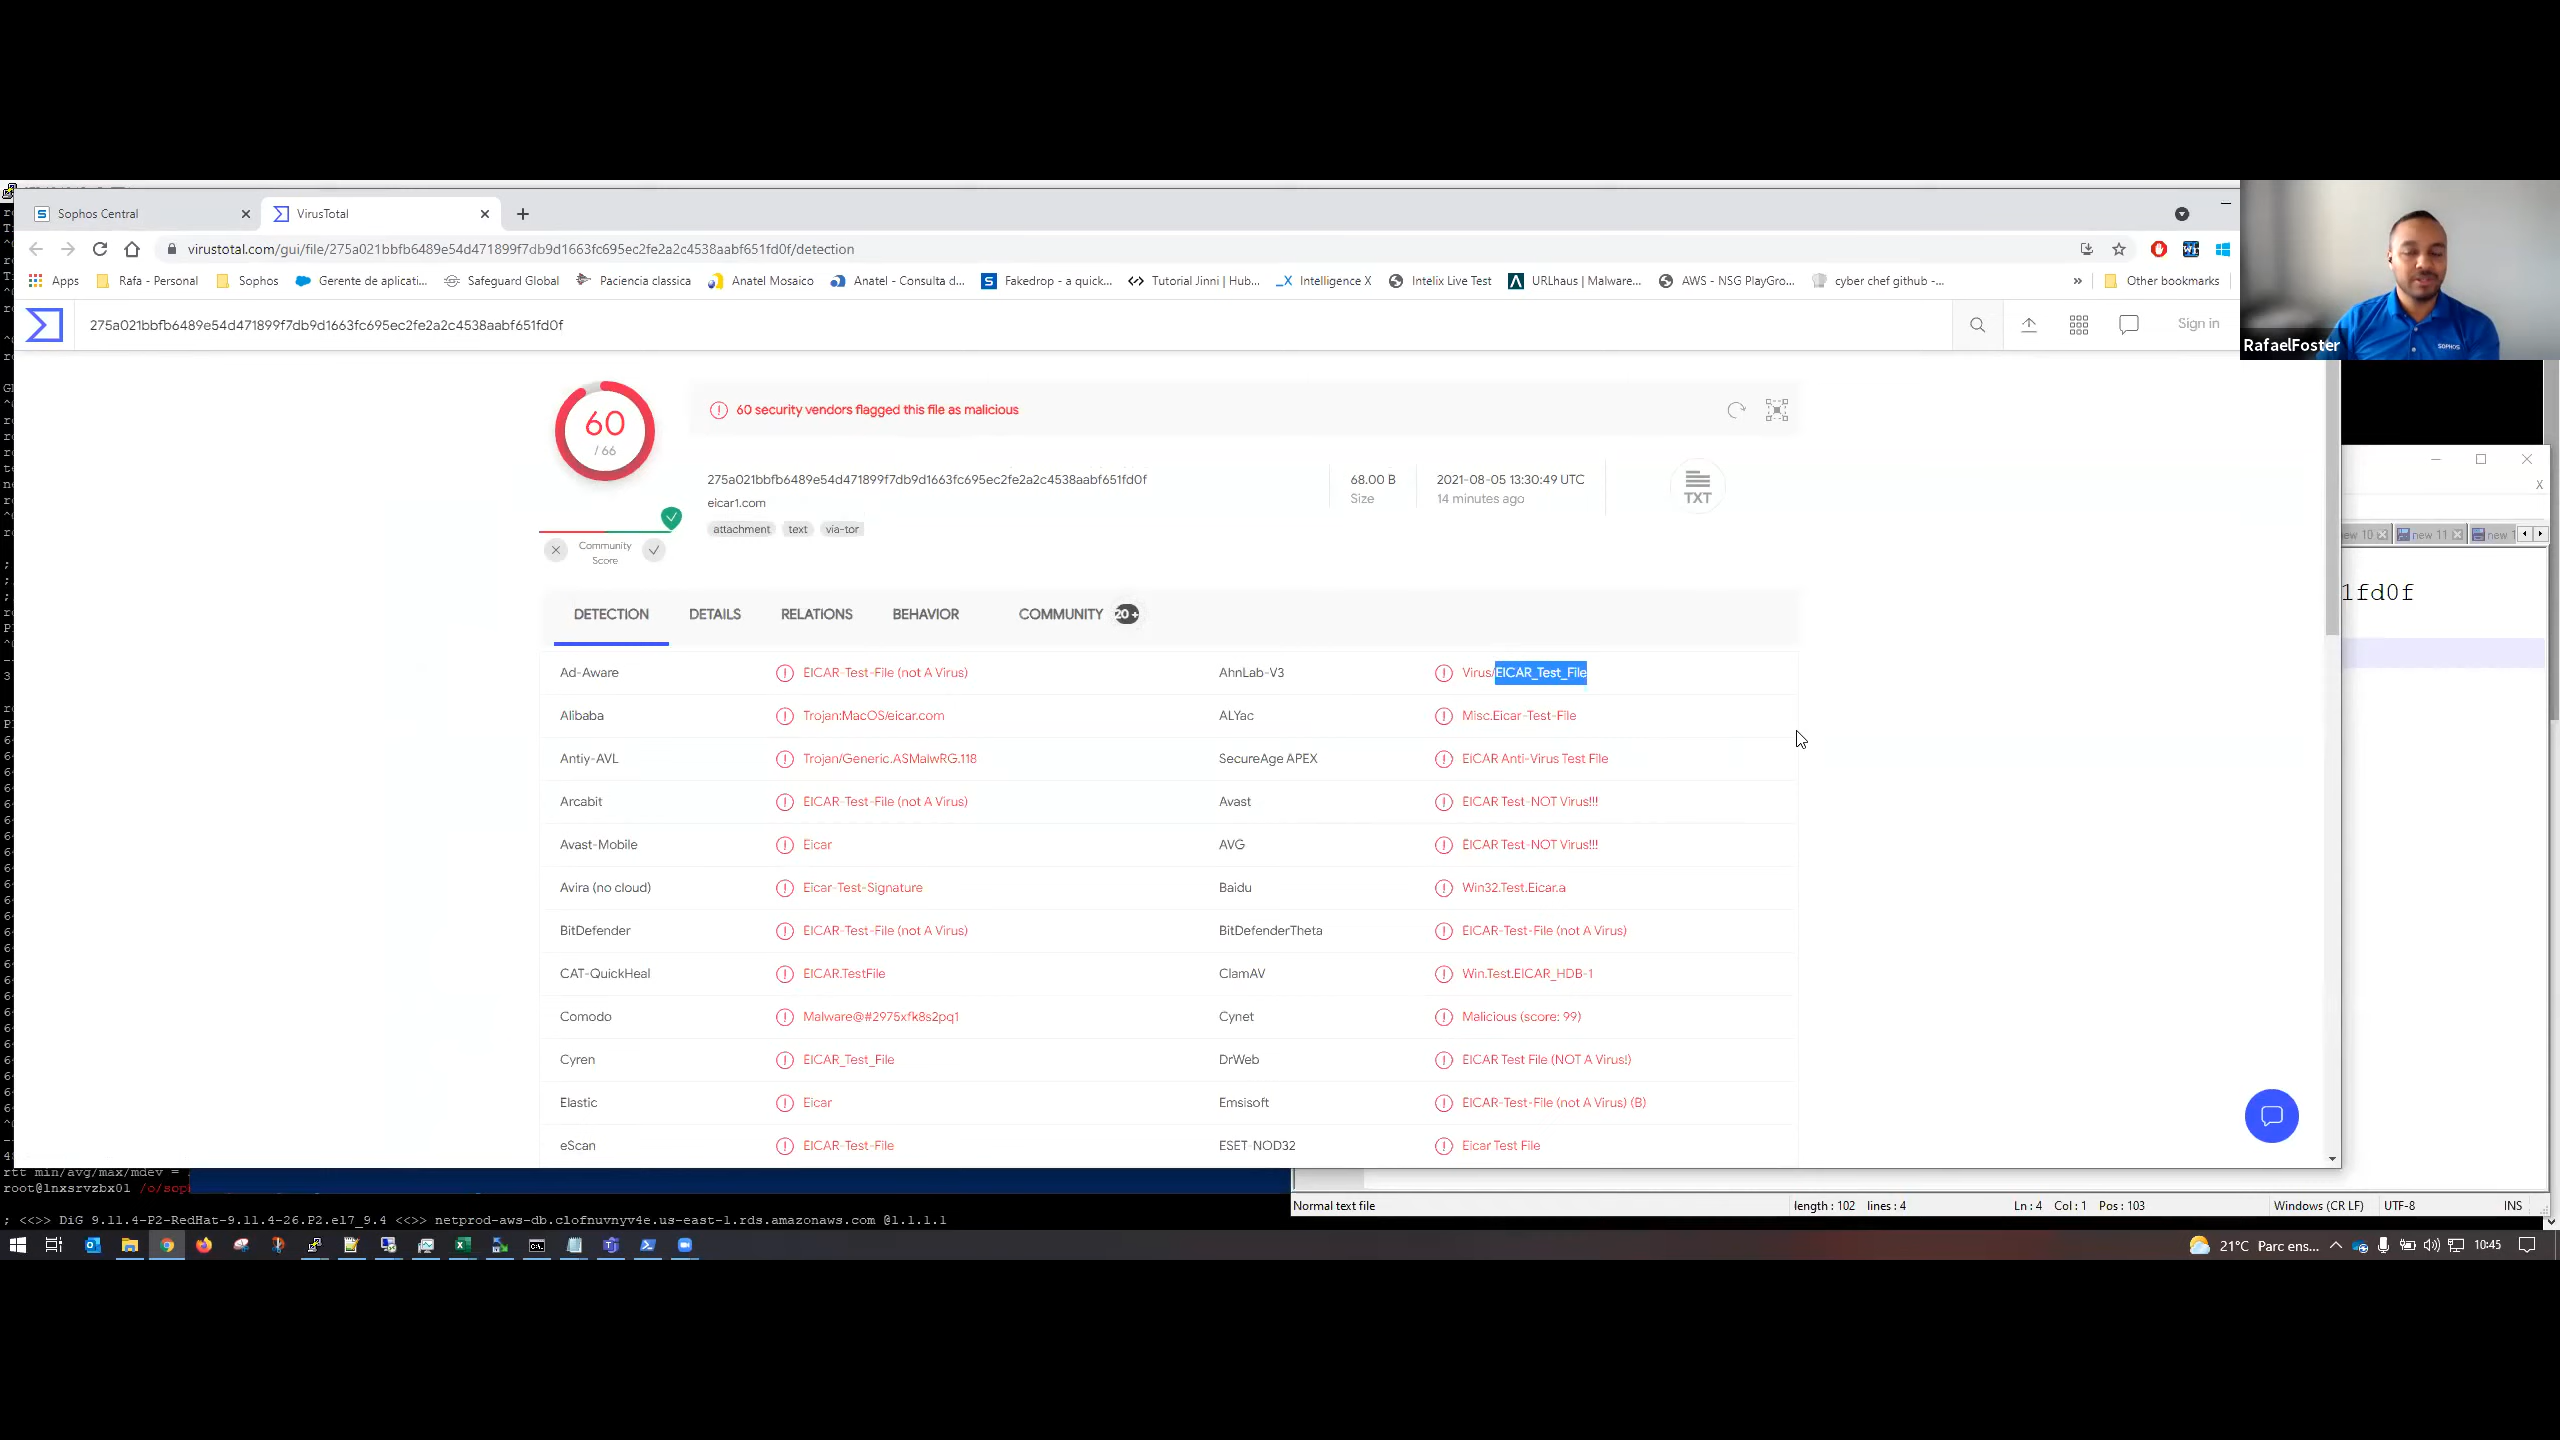 Sophos Central
VirusTotal
virustotal.com/gui/file/275a021bbfb6489e54d471899f7db9d1663fc695ec2fe2a2c4538aabf651fd0f/detection
Apps Rafa - Personal Sophos Gerente de aplicati... Safeguard Global Paciencia classica Anatel Mosaico Anatel - Consulta d... Fakedrop - a quick... Tutorial Jinni | Hub... Intelligence X Intelix Live Test URLhaus | Malware... AWS - NSG PlayGro... cyber chef github -... » Other bookmarks
275a021bbfb6489e54d471899f7db9d1663fc695ec2fe2a2c4538aabf651fd0f
Sign in
SOPHOS
RafaelFoster
60
/ 66
60 security vendors flagged this file as malicious
275a021bbfb6489e54d471899f7db9d1663fc695ec2fe2a2c4538aabf651fd0f
eicar1.com
attachment text via-tor
68.00 B
Size
2021-08-05 13:30:49 UTC
14 minutes ago
TXT
Community
Score
DETECTION DETAILS RELATIONS BEHAVIOR COMMUNITY 20+
Ad-Aware EICAR-Test-File (not A Virus) AhnLab-V3 Virus/EICAR_Test_File
Alibaba Trojan:MacOS/eicar.com ALYac Misc.Eicar-Test-File
Antiy-AVL Trojan/Generic.ASMalwRG.118 SecureAge APEX EICAR Anti-Virus Test File
Arcabit EICAR-Test-File (not A Virus) Avast EICAR Test-NOT Virus!!!
Avast-Mobile Eicar AVG EICAR Test-NOT Virus!!!
Avira (no cloud) Eicar-Test-Signature Baidu Win32.Test.Eicar.a
BitDefender EICAR-Test-File (not A Virus) BitDefenderTheta EICAR-Test-File (not A Virus)
CAT-QuickHeal EICAR.TestFile ClamAV Win.Test.EICAR_HDB-1
Comodo Malware@#2975xfk8s2pq1 Cynet Malicious (score: 99)
Cyren EICAR_Test_File DrWeb EICAR Test File (NOT A Virus!)
Elastic Eicar Emsisoft EICAR-Test-File (not A Virus) (B)
eScan EICAR-Test-File ESET-NOD32 Eicar Test File
new 11 new 1
1fd0f
rtt min/avg/max/mdev =
root@lnxsrvzbx01 /o/sop
; <<>> DiG 9.11.4-P2-RedHat-9.11.4-26.P2.el7_9.4 <<>> netprod-aws-db.clofnuvnyv4e.us-east-1.rds.amazonaws.com @1.1.1.1
Normal text file length : 102 lines : 4 Ln : 4 Col : 1 Pos : 103 Windows (CR LF) UTF-8 INS
21°C Parc ens... 10:45